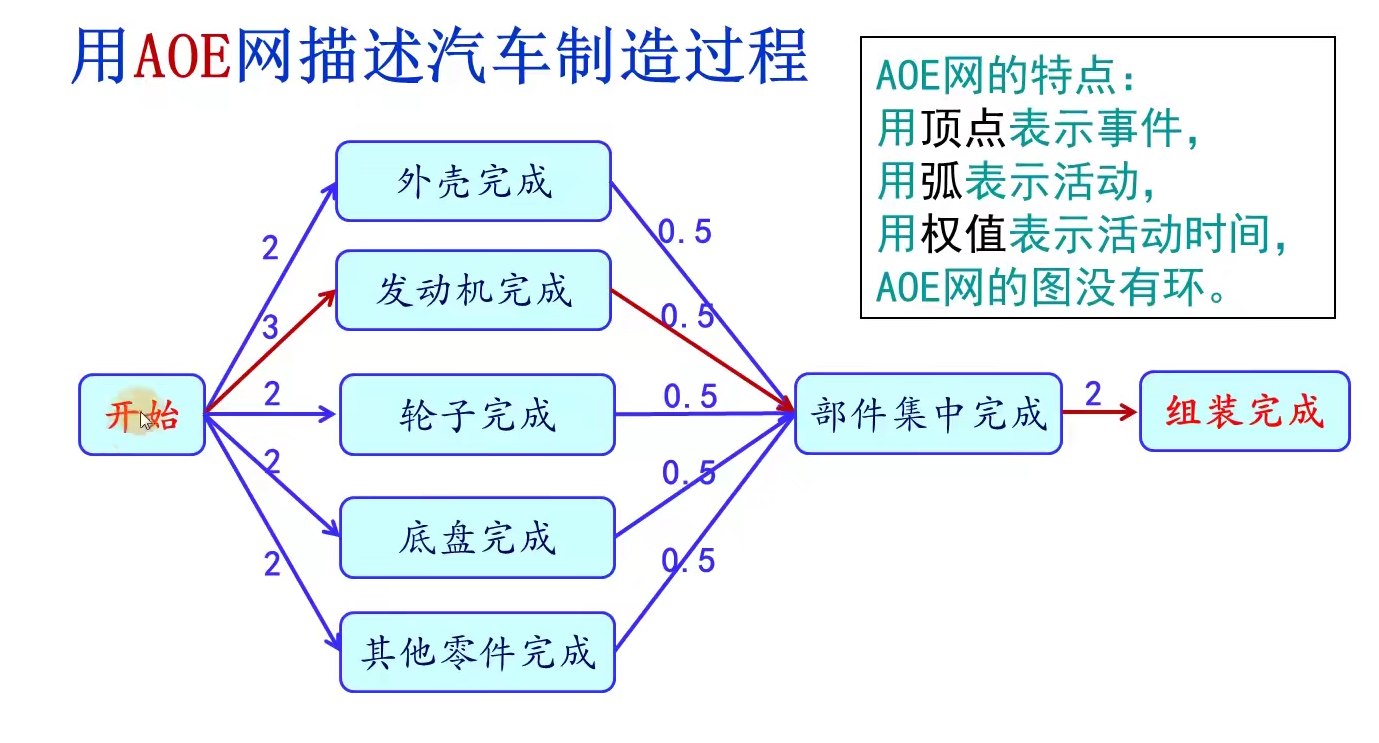 用AOE网描述汽车制造过程
AOE网的特点:
用顶点表示事件,
用弧表示活动,
用权值表示活动时间,
AOE网的图没有环。
外壳完成
2
0.5
发动机完成
3
0.5
开始
2
轮子完成
0.5
部件集中完成
2
组装完成
2
0.5
底盘完成
2
0.5
其他零件完成